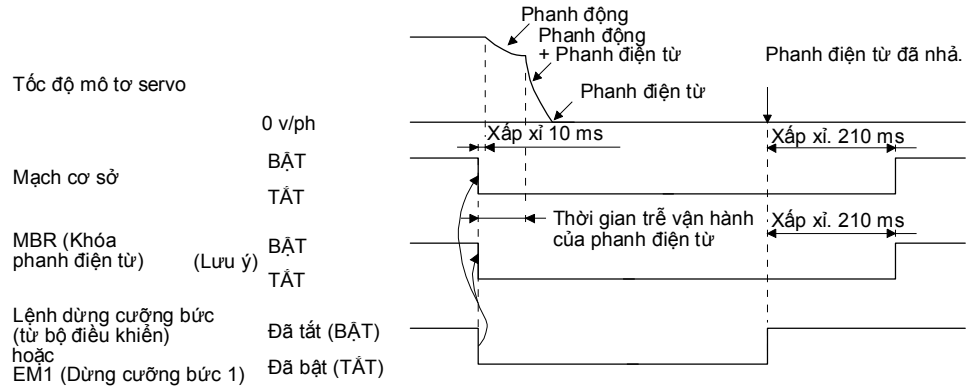 Phanh động
Phanh động
+ Phanh điện từ
Phanh điện từ đã nhả.
Tốc độ mô tơ servo
Phanh điện từ
0 v/ph
Xấp xỉ 10 ms
Xấp xỉ. 210 ms
Mạch cơ sở
BẬT
TẮT
Thời gian trễ vận hành
của phanh điện từ
Xấp xỉ. 210 ms
MBR (Khóa
phanh điện từ)
(Lưu ý)
BẬT
TẮT
Lệnh dừng cưỡng bức
(từ bộ điều khiển)
hoặc
EM1 (Dừng cưỡng bức 1)
Đã tắt (BẬT)
Đã bật (TẮT)